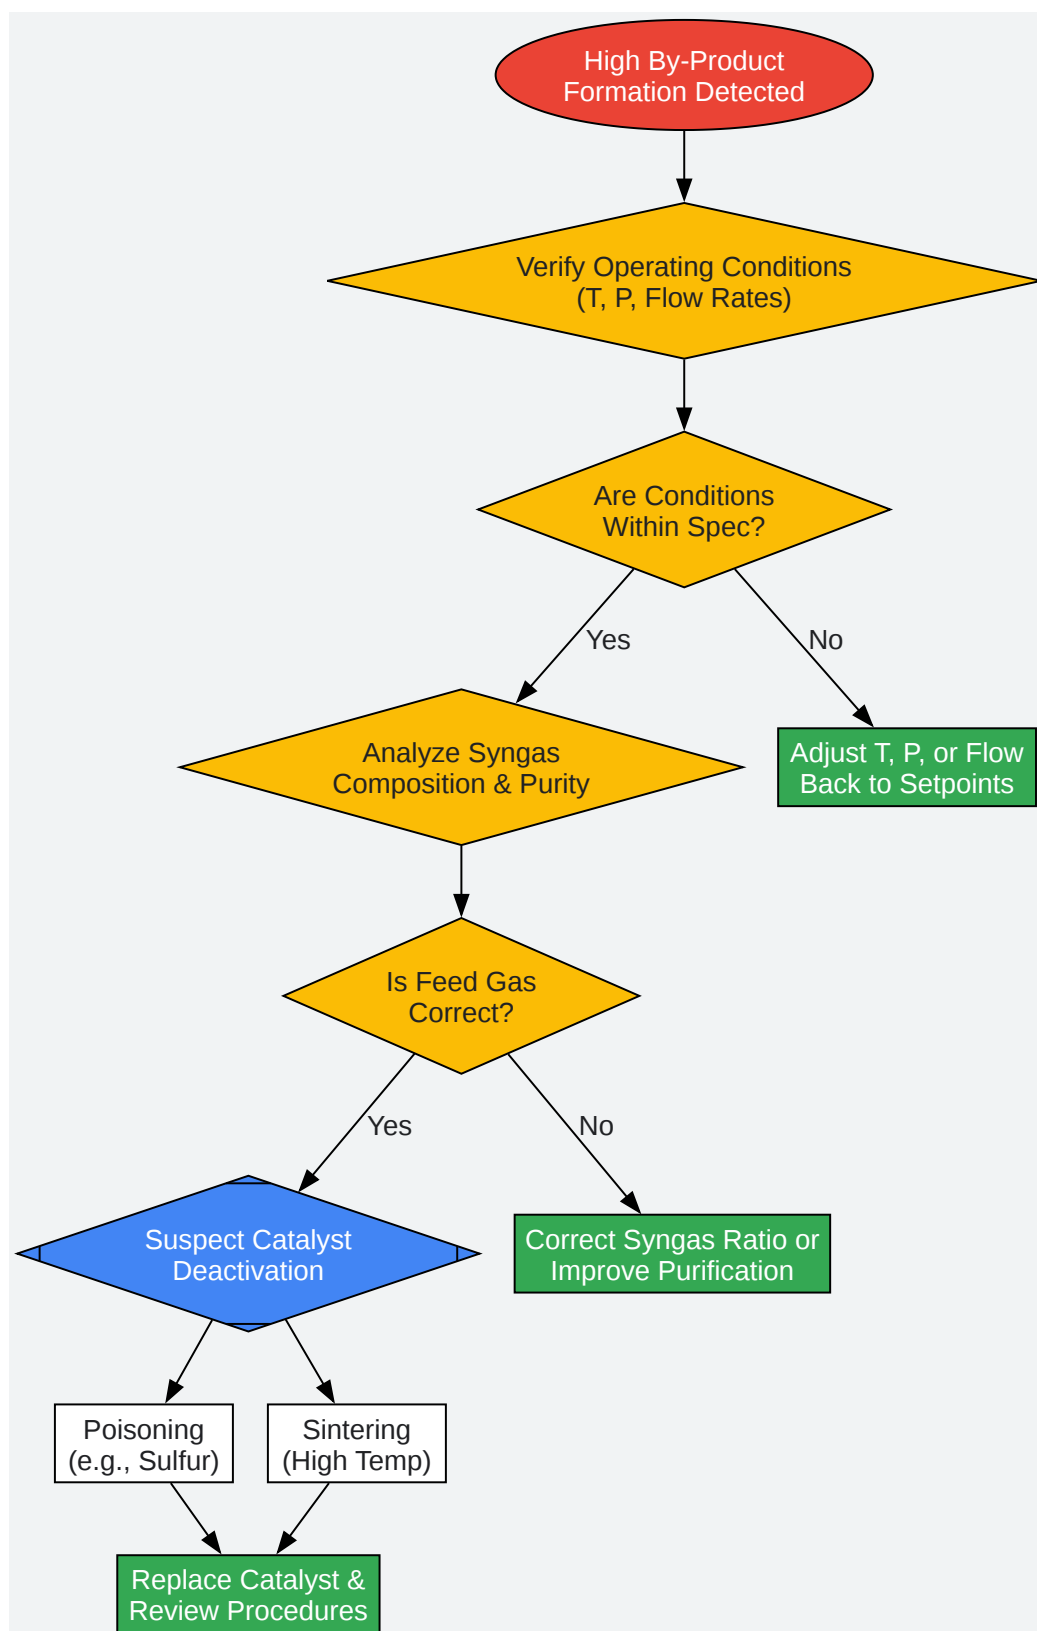 High By-Product
Formation Detected
Verify Operating Conditions
(T, P, Flow Rates)
Are Conditions
Within Spec?
Yes
No
Analyze Syngas
Composition & Purity
Adjust T, P, or Flow
Back to Setpoints
Is Feed Gas
Correct?
Yes
No
Suspect Catalyst
Deactivation
Correct Syngas Ratio or
Improve Purification
Poisoning
(e.g., Sulfur)
Sintering
(High Temp)
Replace Catalyst &
Review Procedures